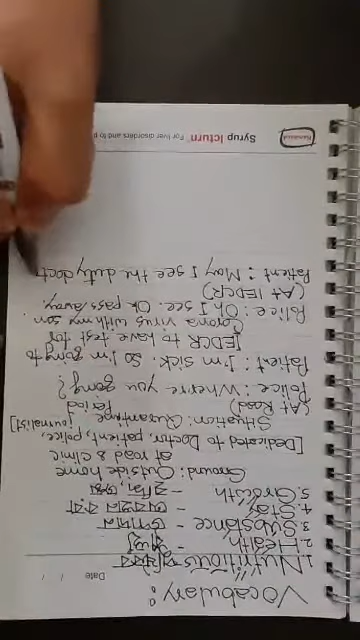 Date / /
Vocabulary:
1. Nutritious - পুষ্টিকর
2. Health - স্বাস্থ্য
3. Substance -
4. Stay -
5. Growth -
Ground: Outside home
at road & clinic
[Dedicated to Doctor, patient, police,
journalist]
Situation: Quarantine
Period
(At Road)
Police: Where you going?
Patient: I'm sick. So I'm going to
IEDCR to have test for
Corona virus with my son.
Police: Oh I see. Ok pass/away.
(At IEDCR)
Patient: May I see the duty doct
Syrup Icturn For liver disorders and to p